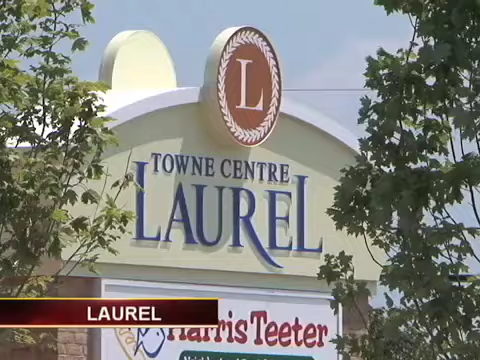 L
TOWNE CENTRE
LAUREL
Harris Teeter
LAUREL